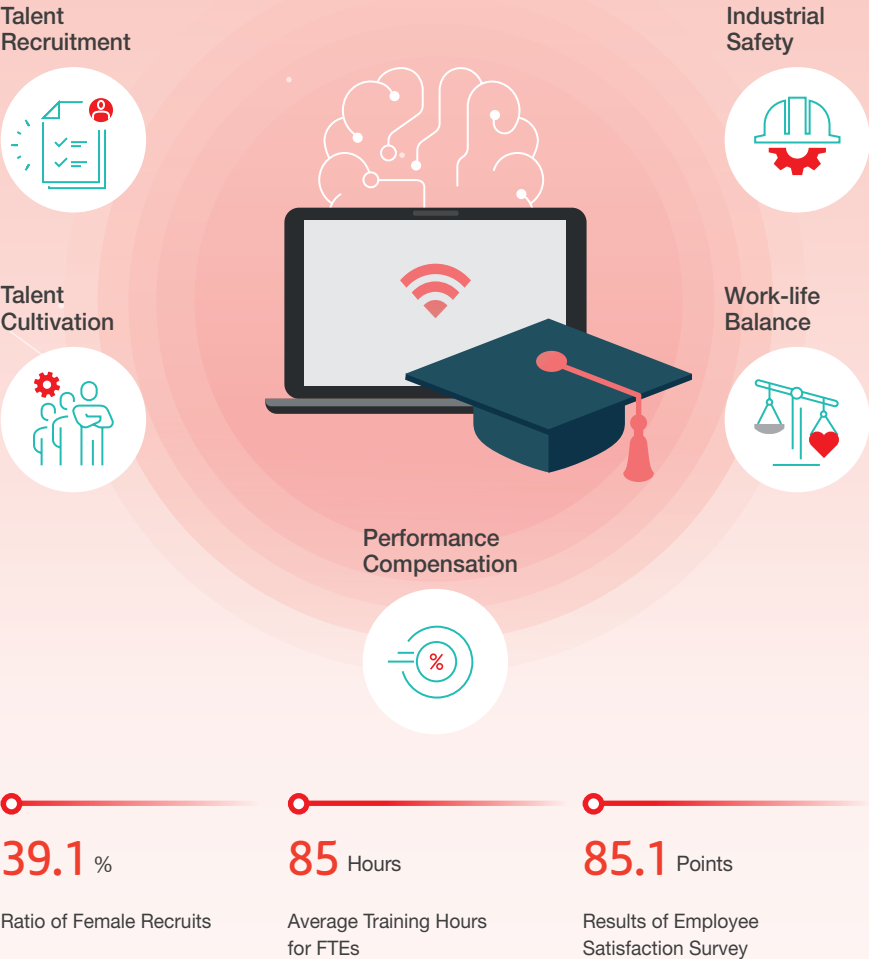 Talent
Recruitment
Industrial
Safety
Talent
Cultivation
Work-life
Balance
Performance
Compensation
%
39.1 %
Ratio of Female Recruits
85 Hours
Average Training Hours
for FTEs
85.1 Points
Results of Employee
Satisfaction Survey